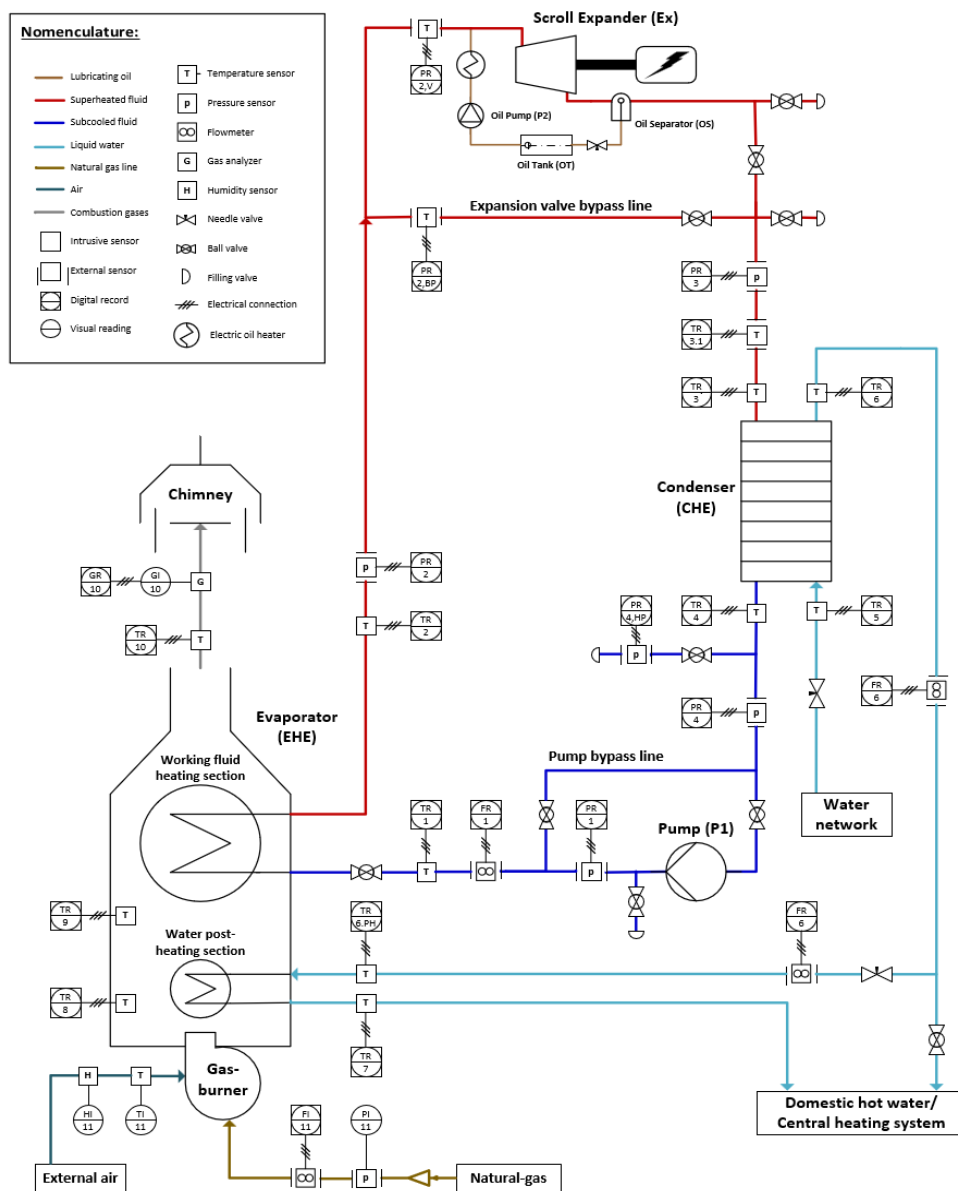 Nomenculature:
Lubricating oil
Superheated fluid
Subcooled fluid
Liquid water
Natural gas line
Air
Combustion gases
Intrusive sensor
External sensor
Digital record
Visual reading
T
Temperature sensor
p
Pressure sensor
Flowmeter
G
Gas analyzer
H
Humidity sensor
Needle valve
Ball valve
Filling valve
Electrical connection
Electric oil heater
Scroll Expander (Ex)
T
PR
2,V
Oil Pump (P2)
Oil Separator (OS)
Oil Tank (OT)
Expansion valve bypass line
T
PR
2,BP
PR
3
p
TR
3.1
T
TR
3
T
T
TR
6
Condenser
(CHE)
Chimney
GR
10
GI
10
G
TR
10
T
p
PR
2
T
TR
2
PR
4,HP
p
TR
4
T
T
TR
5
PR
4
p
FR
6
Evaporator
(EHE)
Working fluid
heating section
Pump bypass line
Water
network
TR
1
FR
1
PR
1
Pump (P1)
T
p
TR
9
T
Water post-
heating section
TR
6.PH
FR
6
T
TR
8
T
T
TR
7
Gas-
burner
H
T
HI
11
TI
11
FI
11
PI
11
p
External air
Natural-gas
Domestic hot water/
Central heating system